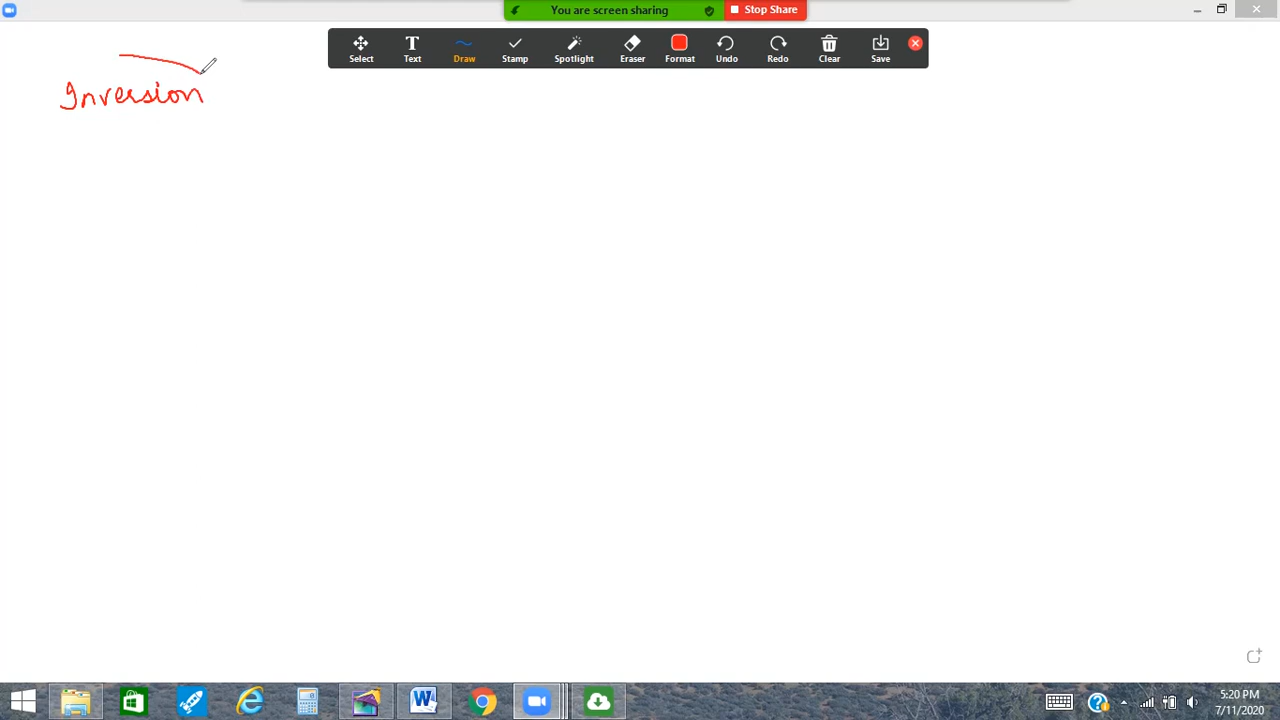 You are screen sharing Stop Share
Select Text Draw Stamp Spotlight Eraser Format Undo Redo Clear Save
Inversion
5:20 PM
7/11/2020